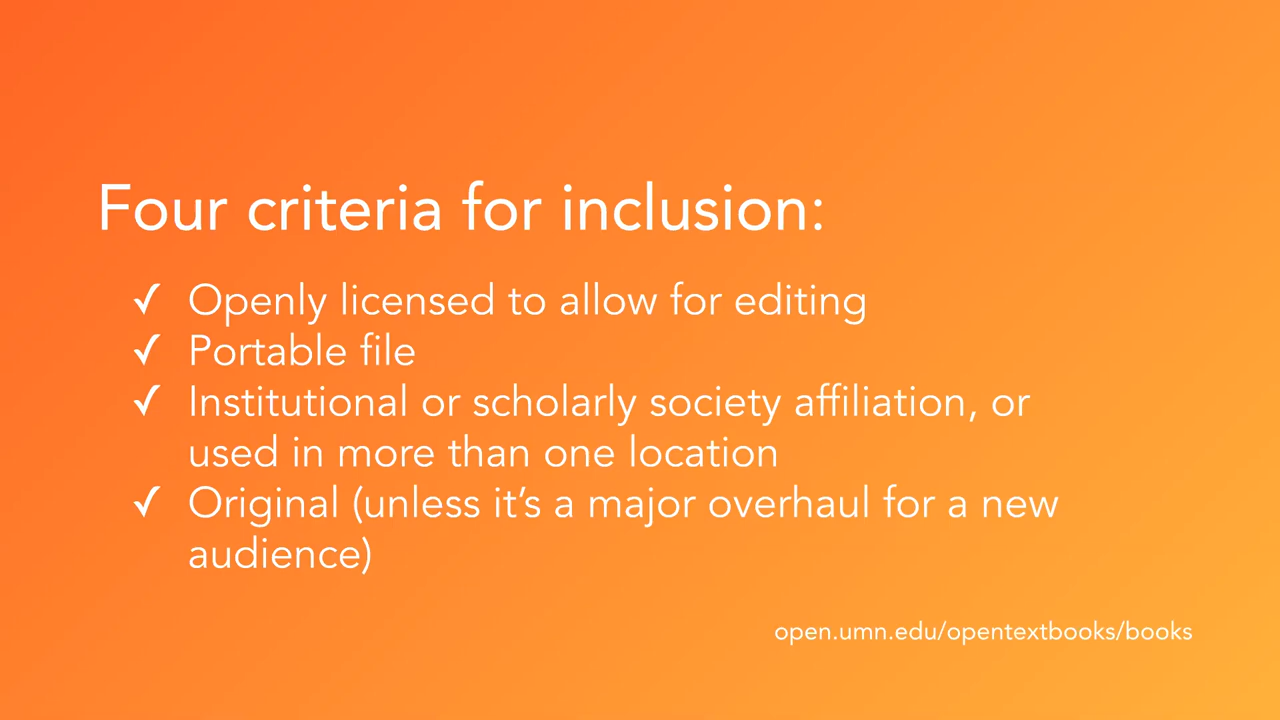 Four criteria for inclusion:
✓ Openly licensed to allow for editing
✓ Portable file
✓ Institutional or scholarly society affiliation, or
used in more than one location
✓ Original (unless it’s a major overhaul for a new
audience)
open.umn.edu/opentextbooks/books